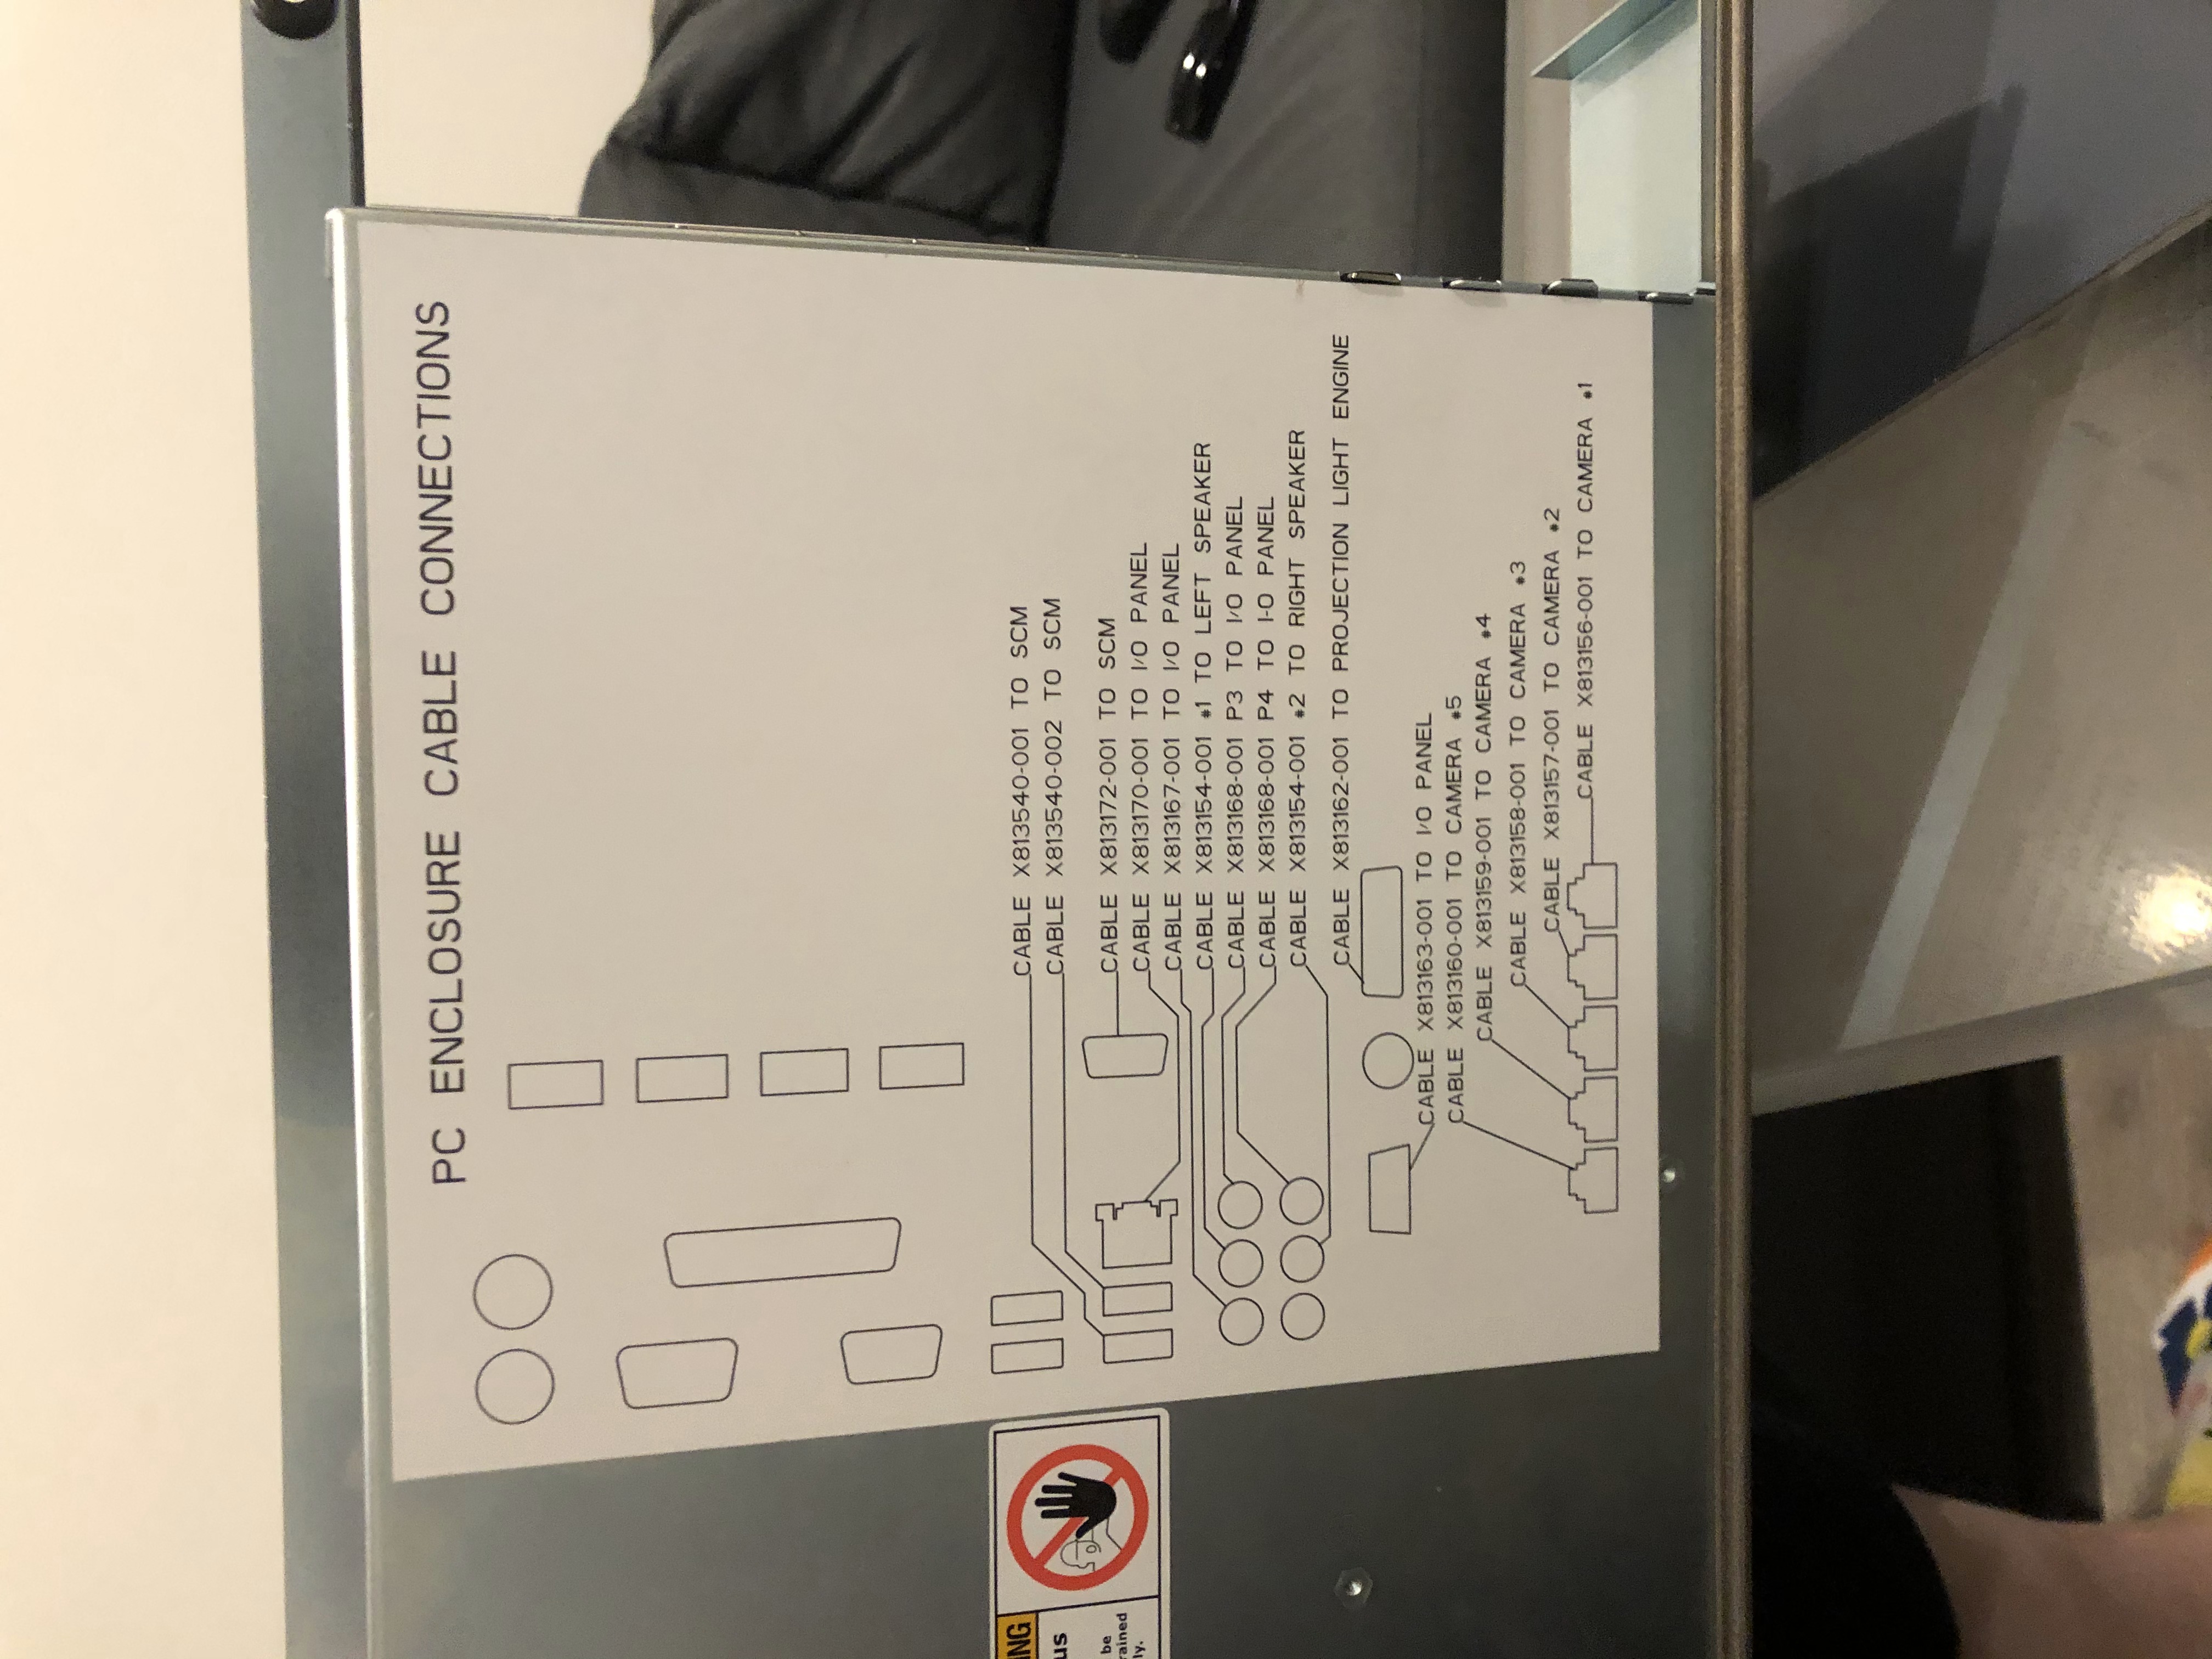 PC ENCLOSURE CABLE CONNECTIONS
CABLE X813540-001 TO SCM
CABLE X813540-002 TO SCM
CABLE X813172-001 TO SCM
CABLE X813170-001 TO I/O PANEL
CABLE X813167-001 TO I/O PANEL
CABLE X813154-001 #1 TO LEFT SPEAKER
CABLE X813168-001 P3 TO I/O PANEL
CABLE X813168-001 P4 TO I-O PANEL
CABLE X813154-001 #2 TO RIGHT SPEAKER
CABLE X813162-001 TO PROJECTION LIGHT ENGINE
CABLE X813163-001 TO I/O PANEL
CABLE X813160-001 TO CAMERA #5
CABLE X813159-001 TO CAMERA #4
CABLE X813158-001 TO CAMERA #3
CABLE X813157-001 TO CAMERA #2
CABLE X813156-001 TO CAMERA #1
ING
us
be
rained
ly.